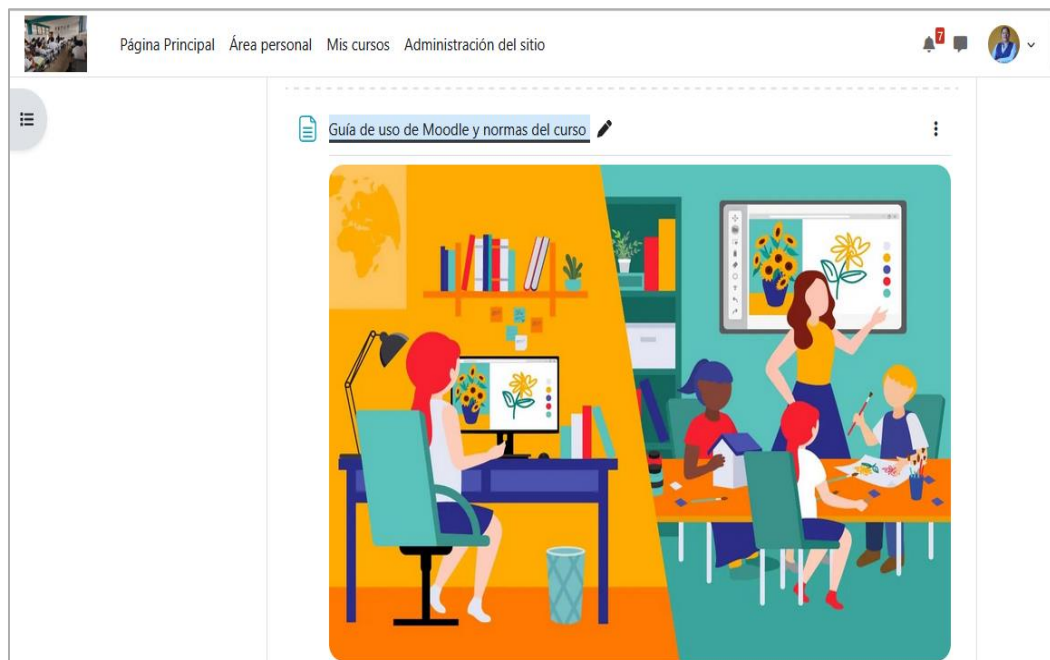 Página Principal Área personal Mis cursos Administración del sitio
7
Guía de uso de Moodle y normas del curso